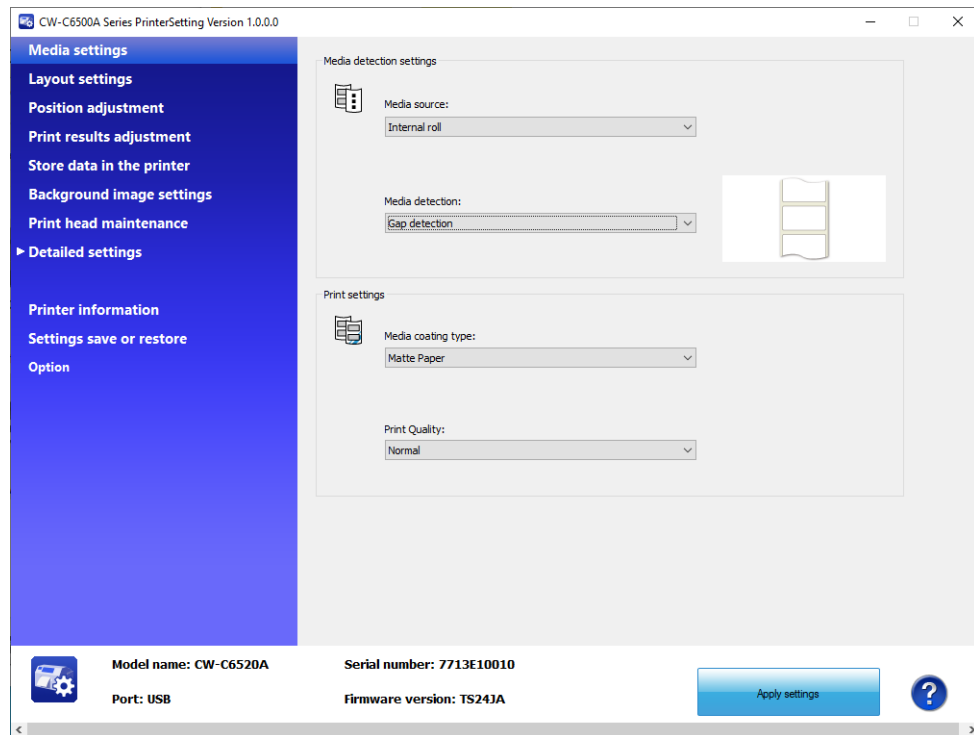 CW-C6500A Series PrinterSetting Version 1.0.0.0
Media settings
Layout settings
Position adjustment
Print results adjustment
Store data in the printer
Background image settings
Print head maintenance
Detailed settings
Printer information
Settings save or restore
Option
Media detection settings
Media source:
Internal roll
Media detection:
Gap detection
Print settings
Media coating type:
Matte Paper
Print Quality:
Normal
Model name: CW-C6520A
Serial number: 7713E10010
Port: USB
Firmware version: TS24JA
Apply settings
?